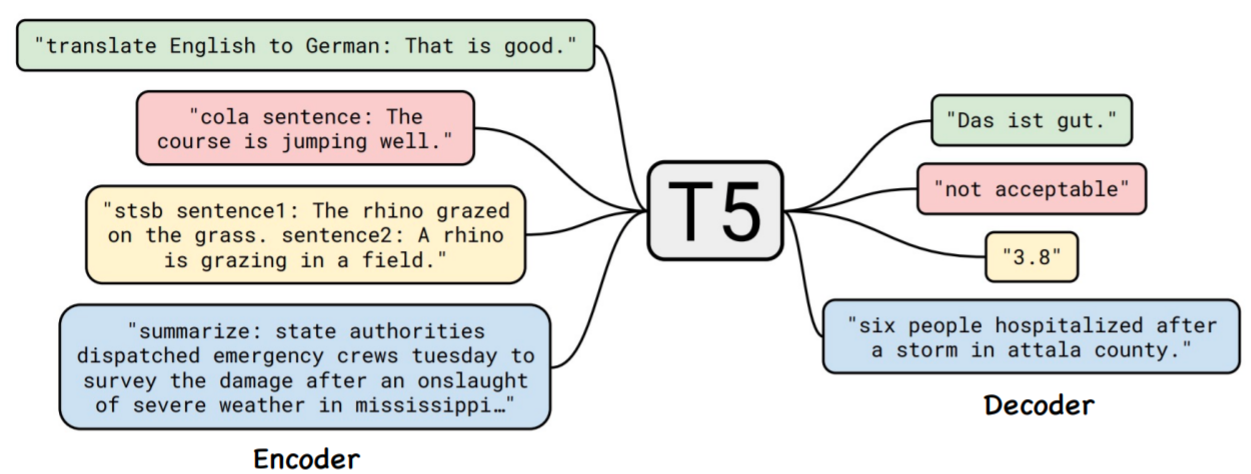 "translate English to German: That is good."
"cola sentence: The
course is jumping well."
"stsb sentence1: The rhino grazed
on the grass. sentence2: A rhino
is grazing in a field."
"summarize: state authorities
dispatched emergency crews tuesday to
survey the damage after an onslaught
of severe weather in mississippi…"
Encoder
T5
"Das ist gut."
"not acceptable"
"3.8"
"six people hospitalized after
a storm in attala county."
Decoder